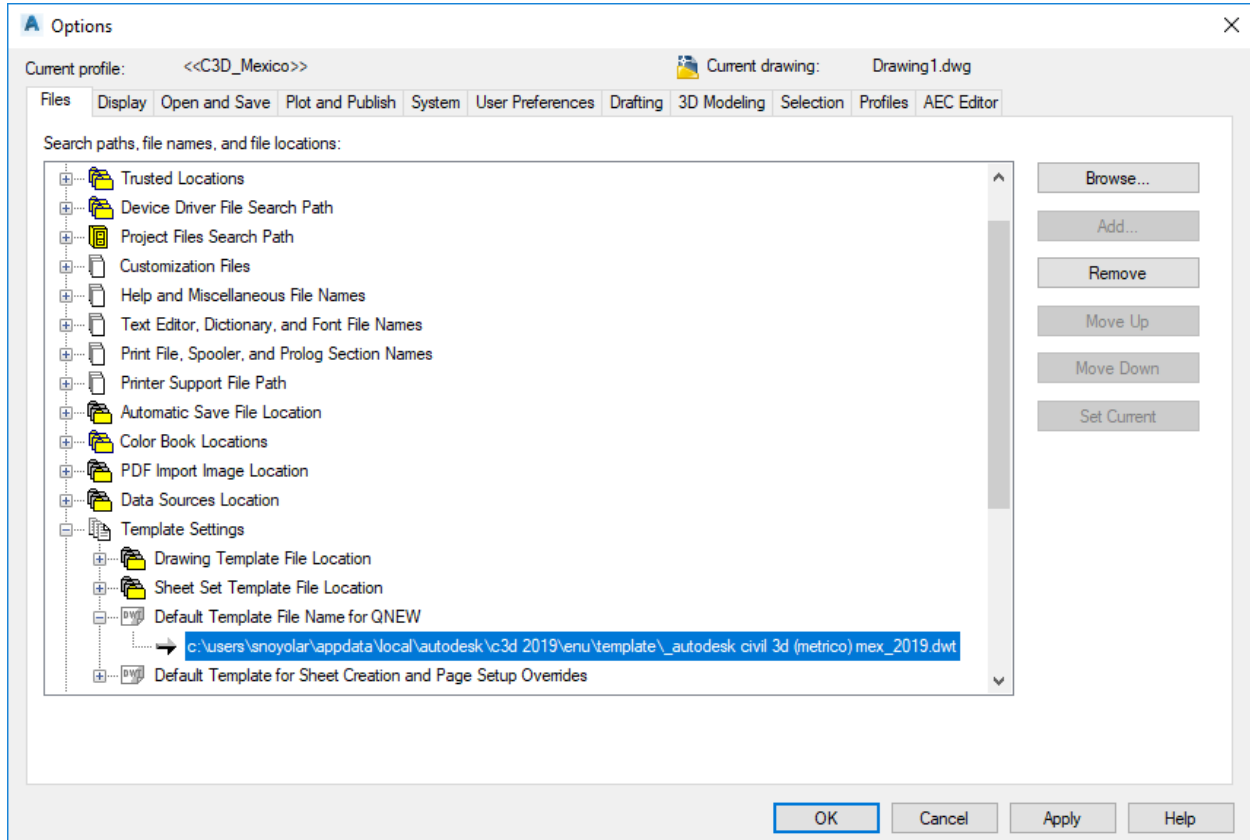 Options
Current profile: <<C3D_Mexico>> Current drawing: Drawing1.dwg
Files Display Open and Save Plot and Publish System User Preferences Drafting 3D Modeling Selection Profiles AEC Editor
Search paths, file names, and file locations:
Trusted Locations
Device Driver File Search Path
Project Files Search Path
Customization Files
Help and Miscellaneous File Names
Text Editor, Dictionary, and Font File Names
Print File, Spooler, and Prolog Section Names
Printer Support File Path
Automatic Save File Location
Color Book Locations
PDF Import Image Location
Data Sources Location
Template Settings
Drawing Template File Location
Sheet Set Template File Location
Default Template File Name for QNEW
c:\users\snoyolar\appdata\local\autodesk\c3d 2019\enu\template\_autodesk civil 3d (metrico) mex_2019.dwt
Default Template for Sheet Creation and Page Setup Overrides
Browse...
Add...
Remove
Move Up
Move Down
Set Current
OK Cancel Apply Help